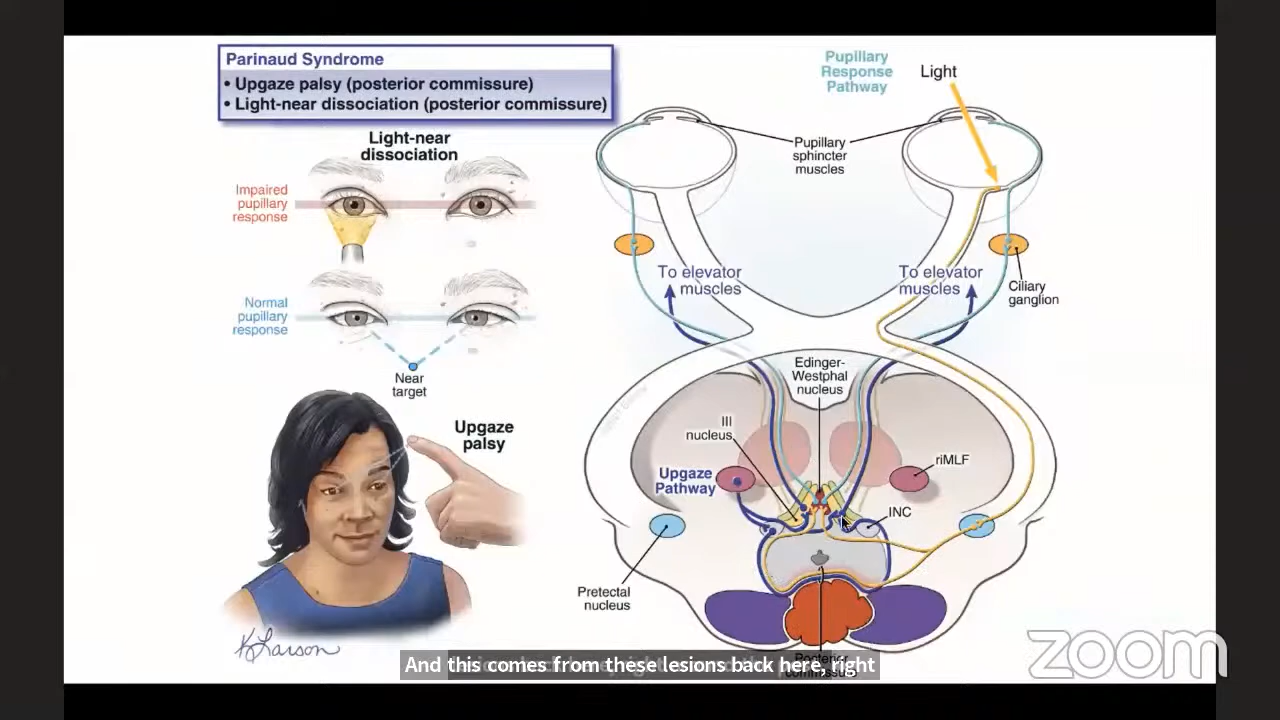 Parinaud Syndrome
• Upgaze palsy (posterior commissure)
• Light-near dissociation (posterior commissure)
Light-near
dissociation
Impaired
pupillary
response
Normal
pupillary
response
Near
target
Upgaze
palsy
K Larson
Pupillary
Response
Pathway
Light
Pupillary
sphincter
muscles
To elevator
muscles
To elevator
muscles
Ciliary
ganglion
Edinger-
Westphal
nucleus
III
nucleus
riMLF
Upgaze
Pathway
INC
Pretectal
nucleus
Posterior
commissure
And this comes from these lesions back here, right
zoom